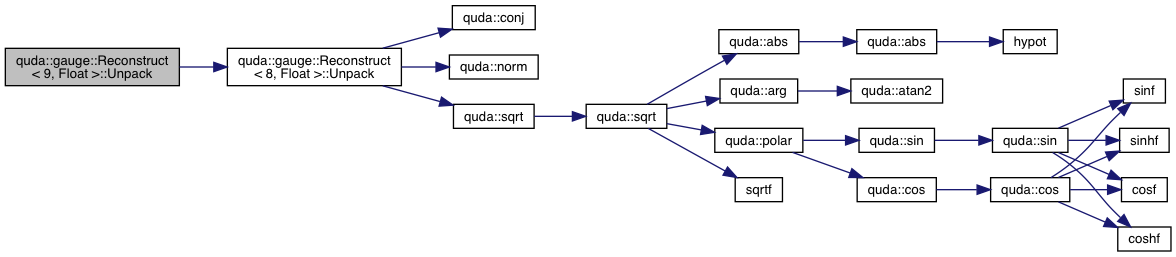 quda::gauge::Reconstruct
< 9, Float >::Unpack
quda::gauge::Reconstruct
< 8, Float >::Unpack
quda::conj
quda::norm
quda::sqrt
quda::sqrt
quda::abs
quda::abs
hypot
quda::arg
quda::atan2
quda::polar
quda::sin
quda::sin
sqrtf
quda::cos
quda::cos
sinf
sinhf
cosf
coshf